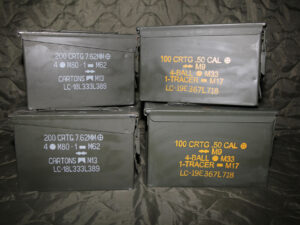 200 CRTG 7.62MM ⊕
4 ● M80 · 1 ➡ M62
⇔
CARTONS M13
LC-18L333L389
100 CRTG .50 CAL ⊕
⇔ M9
4-BALL ● M33
1-TRACER ➡ M17
LC-19E367L718
200 CRTG 7.62MM ⊕
4 ● M80 · 1 ➡ M62
⇔
CARTONS M13
LC-18L333L389
100 CRTG .50 CAL ⊕
⇔ M9
4-BALL ● M33
1-TRACER ➡ M17
LC-19E367L718